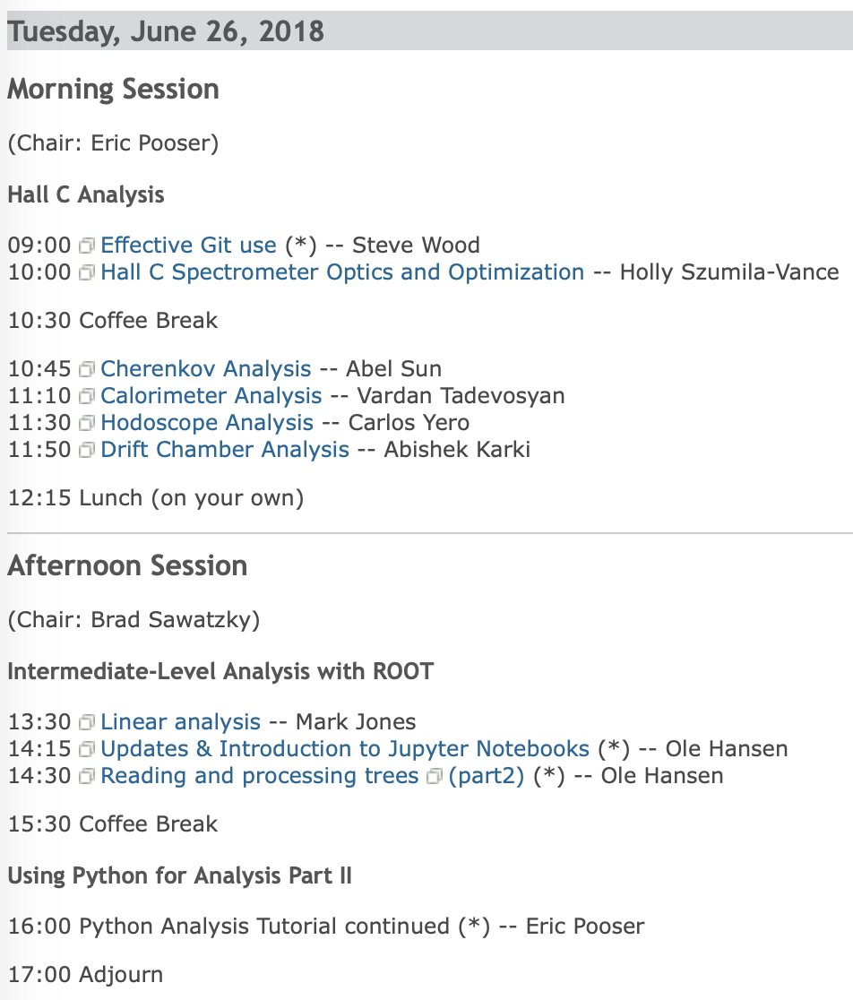 Tuesday, June 26, 2018
Morning Session
(Chair: Eric Pooser)
Hall C Analysis
09:00 Effective Git use (*) -- Steve Wood
10:00 Hall C Spectrometer Optics and Optimization -- Holly Szumila-Vance
10:30 Coffee Break
10:45 Cherenkov Analysis -- Abel Sun
11:10 Calorimeter Analysis -- Vardan Tadevosyan
11:30 Hodoscope Analysis -- Carlos Yero
11:50 Drift Chamber Analysis -- Abishek Karki
12:15 Lunch (on your own)
Afternoon Session
(Chair: Brad Sawatzky)
Intermediate-Level Analysis with ROOT
13:30 Linear analysis -- Mark Jones
14:15 Updates & Introduction to Jupyter Notebooks (*) -- Ole Hansen
14:30 Reading and processing trees (part2) (*) -- Ole Hansen
15:30 Coffee Break
Using Python for Analysis Part II
16:00 Python Analysis Tutorial continued (*) -- Eric Pooser
17:00 Adjourn